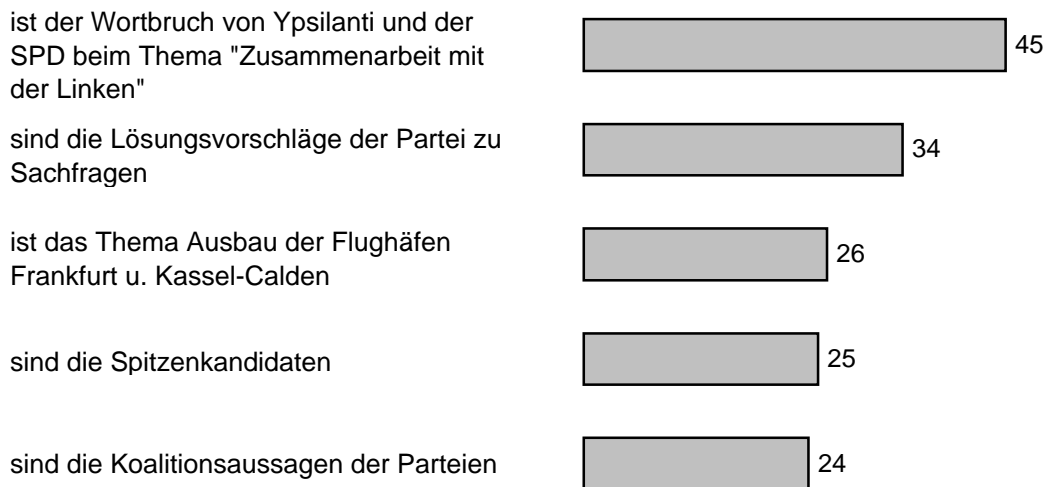 ist der Wortbruch von Ypsilanti und der
SPD beim Thema "Zusammenarbeit mit
der Linken"
45
sind die Lösungsvorschläge der Partei zu
Sachfragen
34
ist das Thema Ausbau der Flughäfen
Frankfurt u. Kassel-Calden
26
sind die Spitzenkandidaten
25
sind die Koalitionsaussagen der Parteien
24